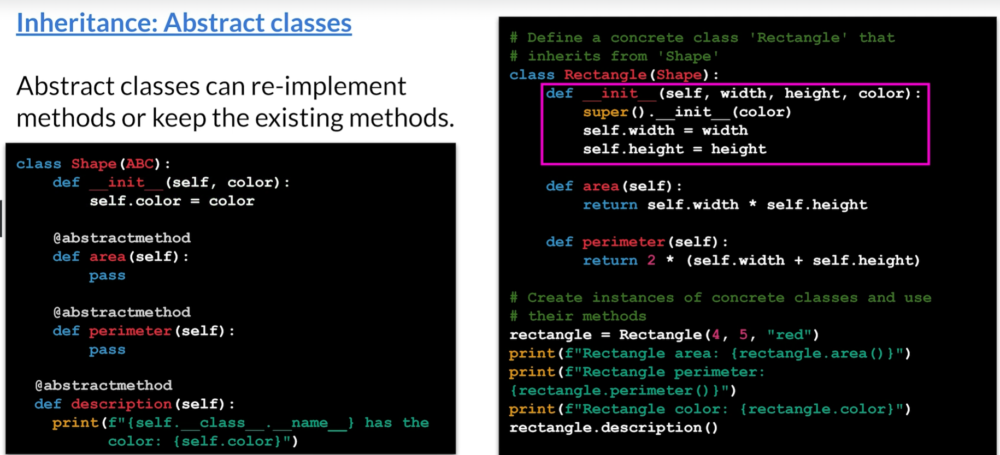 Inheritance: Abstract classes
Abstract classes can re-implement
methods or keep the existing methods.
class Shape(ABC):
    def __init__(self, color):
        self.color = color

    @abstractmethod
    def area(self):
        pass

    @abstractmethod
    def perimeter(self):
        pass

  @abstractmethod
  def description(self):
    print(f"{self.__class__.__name__} has the
          color: {self.color}")
# Define a concrete class 'Rectangle' that
# inherits from 'Shape'
class Rectangle(Shape):
    def __init__(self, width, height, color):
        super().__init__(color)
        self.width = width
        self.height = height

    def area(self):
        return self.width * self.height

    def perimeter(self):
        return 2 * (self.width + self.height)

# Create instances of concrete classes and use
# their methods
rectangle = Rectangle(4, 5, "red")
print(f"Rectangle area: {rectangle.area()}")
print(f"Rectangle perimeter:
{rectangle.perimeter()}")
print(f"Rectangle color: {rectangle.color}")
rectangle.description()